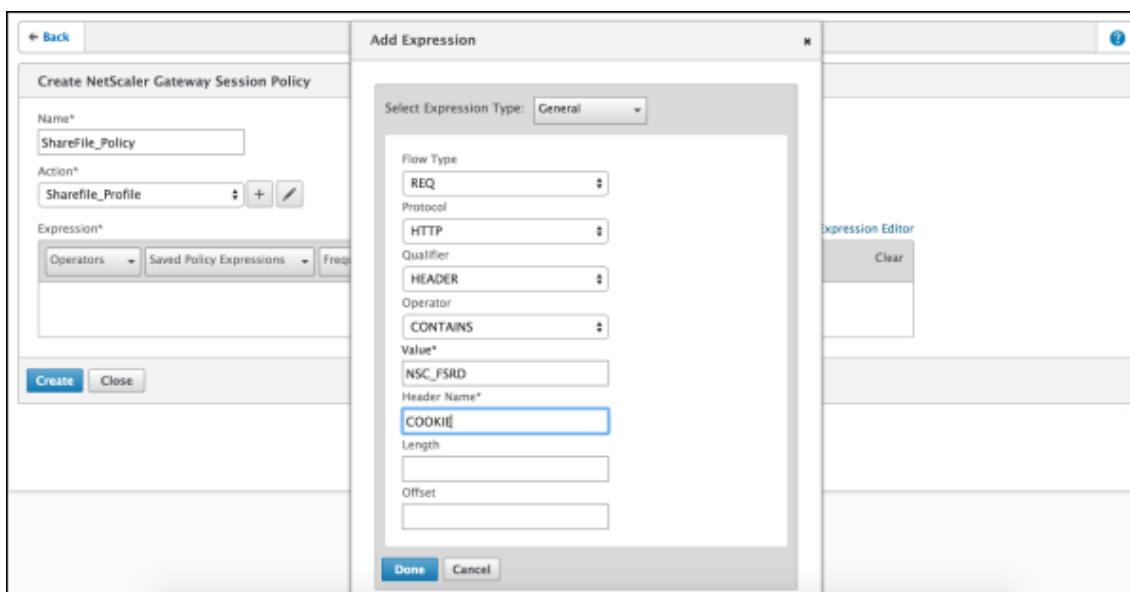 Back
Create NetScaler Gateway Session Policy
Name*
ShareFile_Policy
Action*
Sharefile_Profile
Expression*
Operators
Saved Policy Expressions
Frequ
Expression Editor
Clear
Create
Close
Add Expression
Select Expression Type: General
Flow Type
REQ
Protocol
HTTP
Qualifier
HEADER
Operator
CONTAINS
Value*
NSC_FSRD
Header Name*
COOKIE
Length
Offset
Done
Cancel